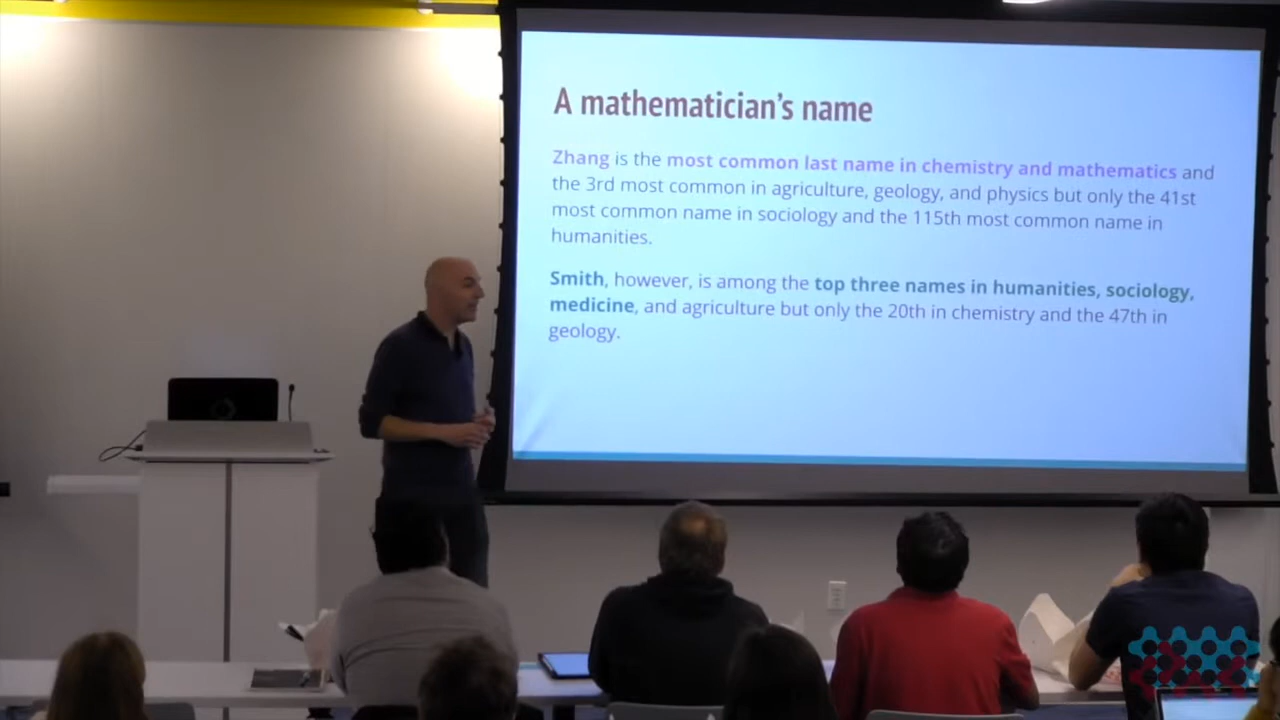 A mathematician's name
Zhang is the most common last name in chemistry and mathematics and
the 3rd most common in agriculture, geology, and physics but only the 41st
most common name in sociology and the 115th most common name in
humanities.
Smith, however, is among the top three names in humanities, sociology,
medicine, and agriculture but only the 20th in chemistry and the 47th in
geology.